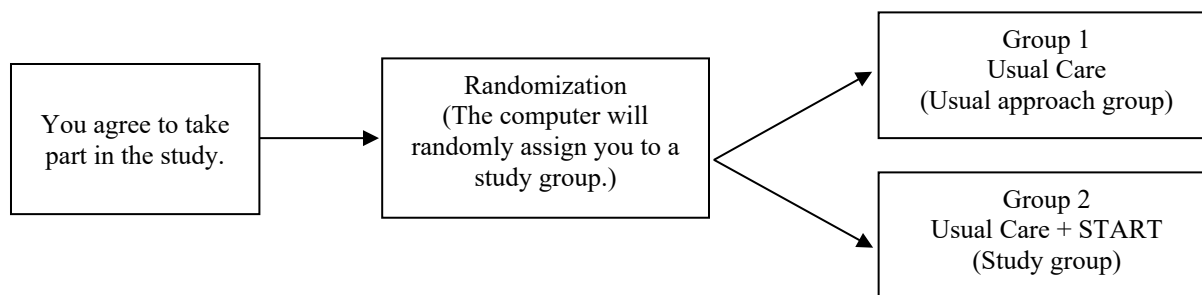 You agree to take
part in the study.
Randomization
(The computer will
randomly assign you to a
study group.)
Group 1
Usual Care
(Usual approach group)
Group 2
Usual Care + START
(Study group)